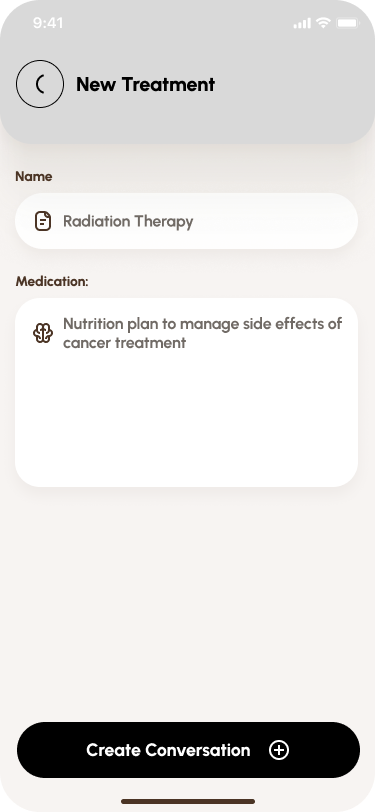 9:41
New Treatment
Name
Radiation Therapy
Medication:
Nutrition plan to manage side effects of
cancer treatment
Create Conversation